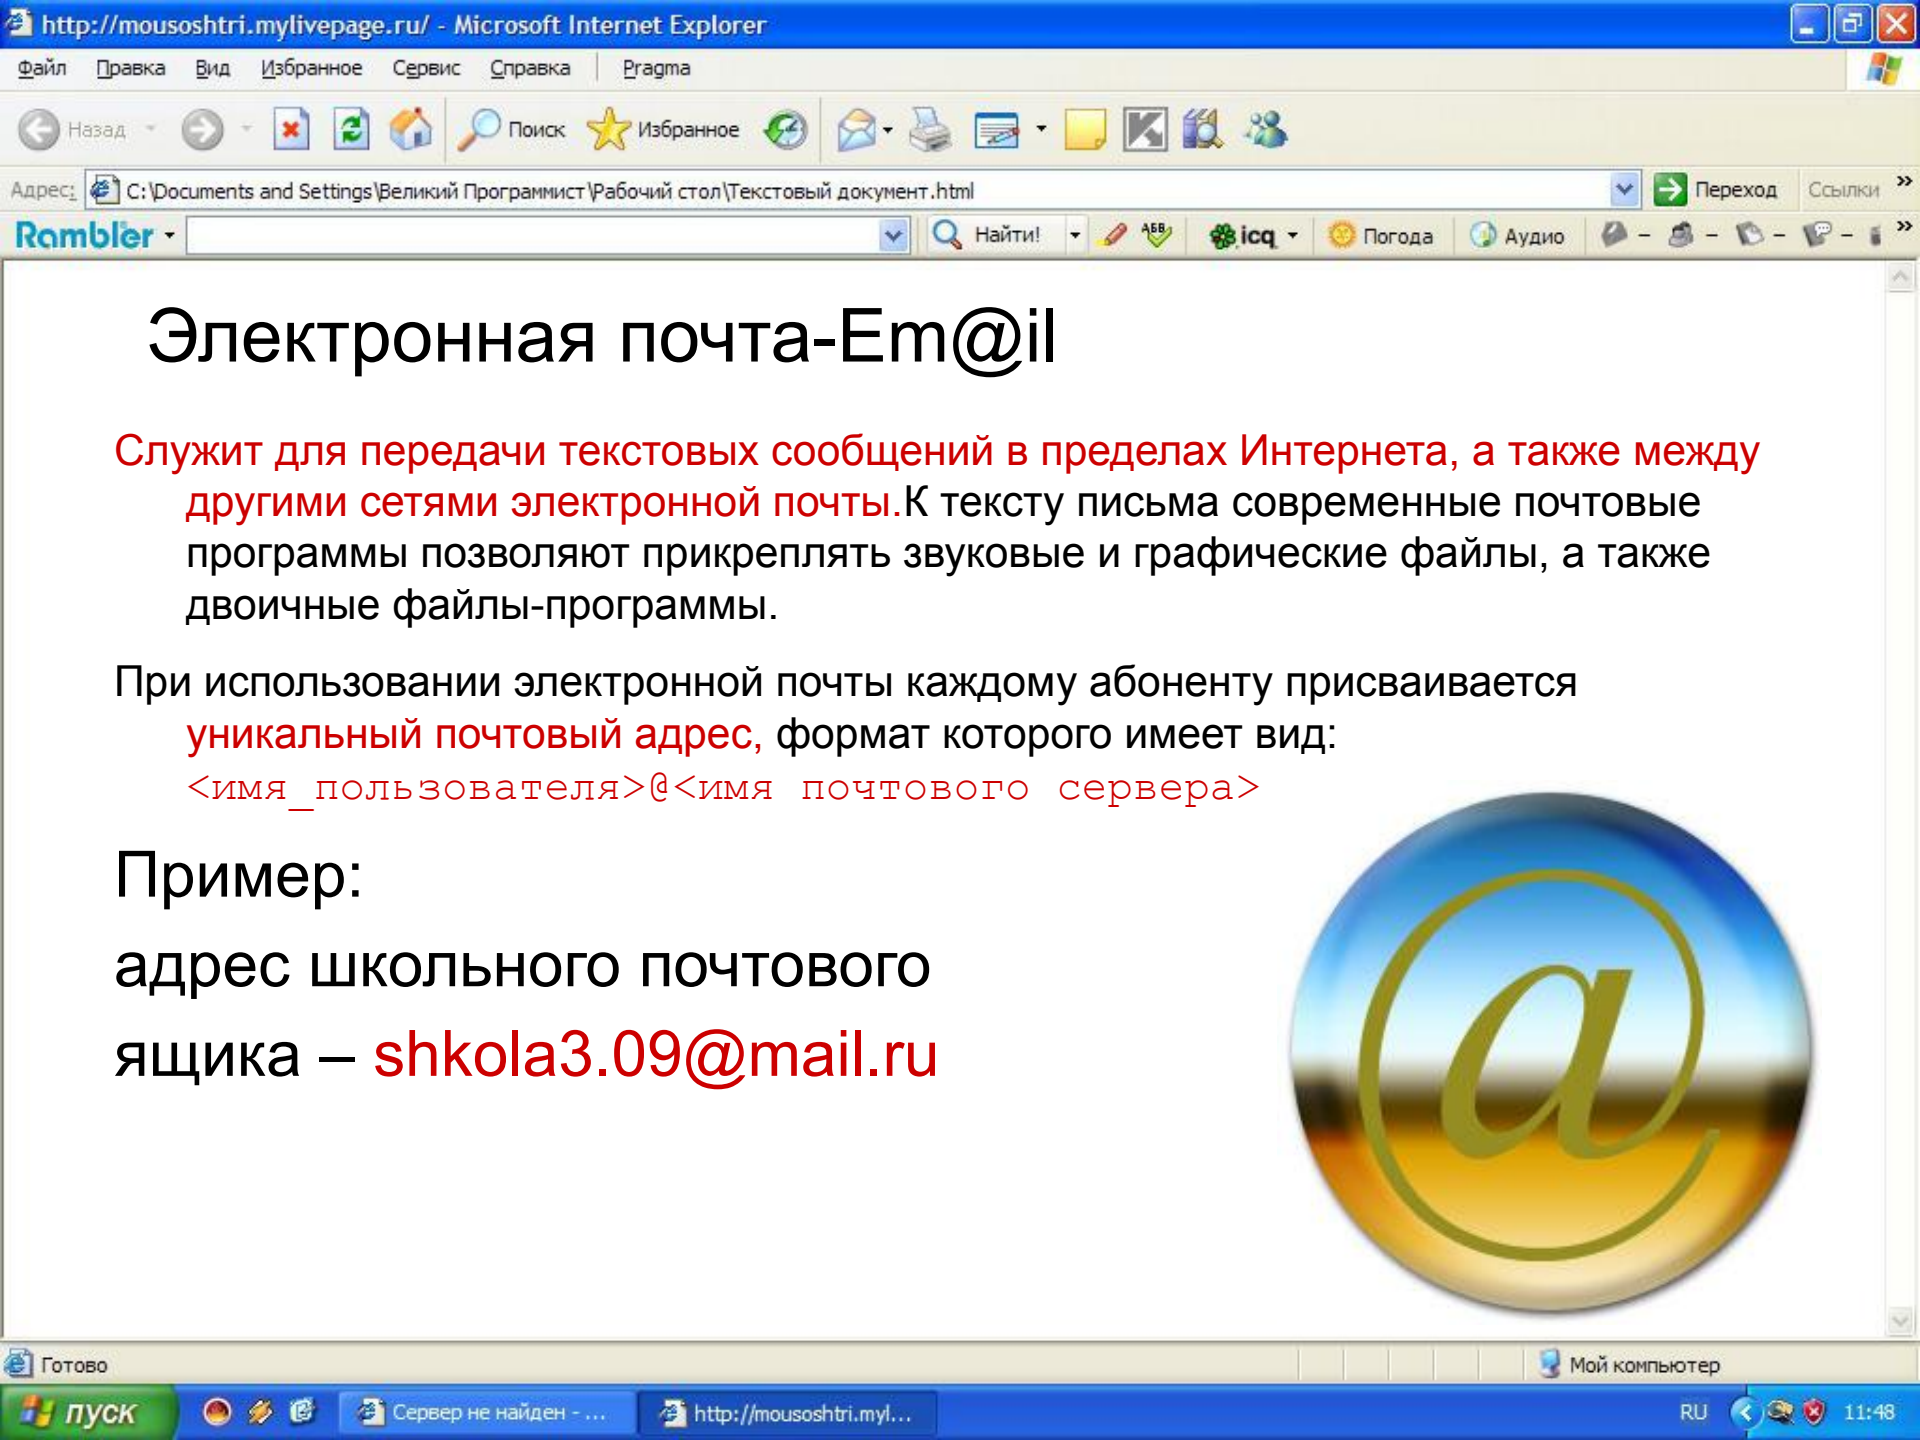 http://mousoshtri.mylivepage.ru/ - Microsoft Internet Explorer
Файл Правка Вид Избранное Сервис Справка Pragma
Назад Поиск Избранное
Адрес: C:\Documents and Settings\Великий Программист\Рабочий стол\Текстовый документ.html Переход Ссылки »
Rambler Найти! АБВ icq Погода Аудио »
Электронная почта-Em@il
Служит для передачи текстовых сообщений в пределах Интернета, а также между
другими сетями электронной почты.К тексту письма современные почтовые
программы позволяют прикреплять звуковые и графические файлы, а также
двоичные файлы-программы.
При использовании электронной почты каждому абоненту присваивается
уникальный почтовый адрес, формат которого имеет вид:
<имя_пользователя>@<имя почтового сервера>
Пример:
адрес школьного почтового
ящика – shkola3.09@mail.ru
@
Готово Мой компьютер
пуск Сервер не найден - ... http://mousoshtri.myl... RU 11:48